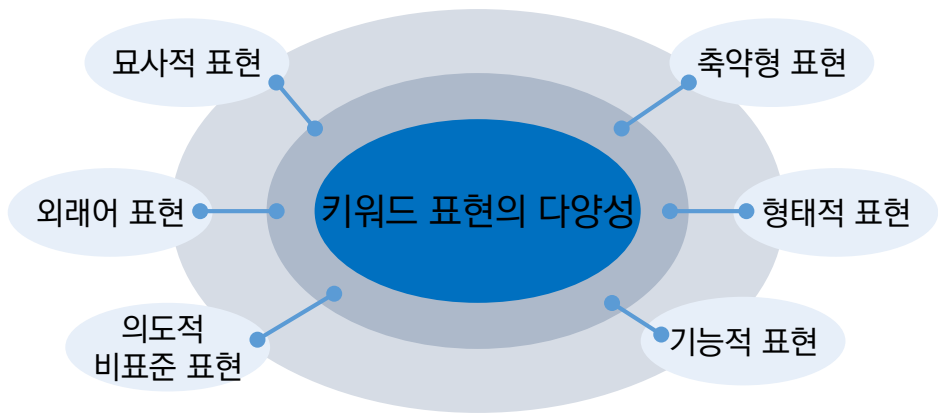 묘사적 표현
축약형 표현
외래어 표현
키워드 표현의 다양성
형태적 표현
의도적
비표준 표현
기능적 표현